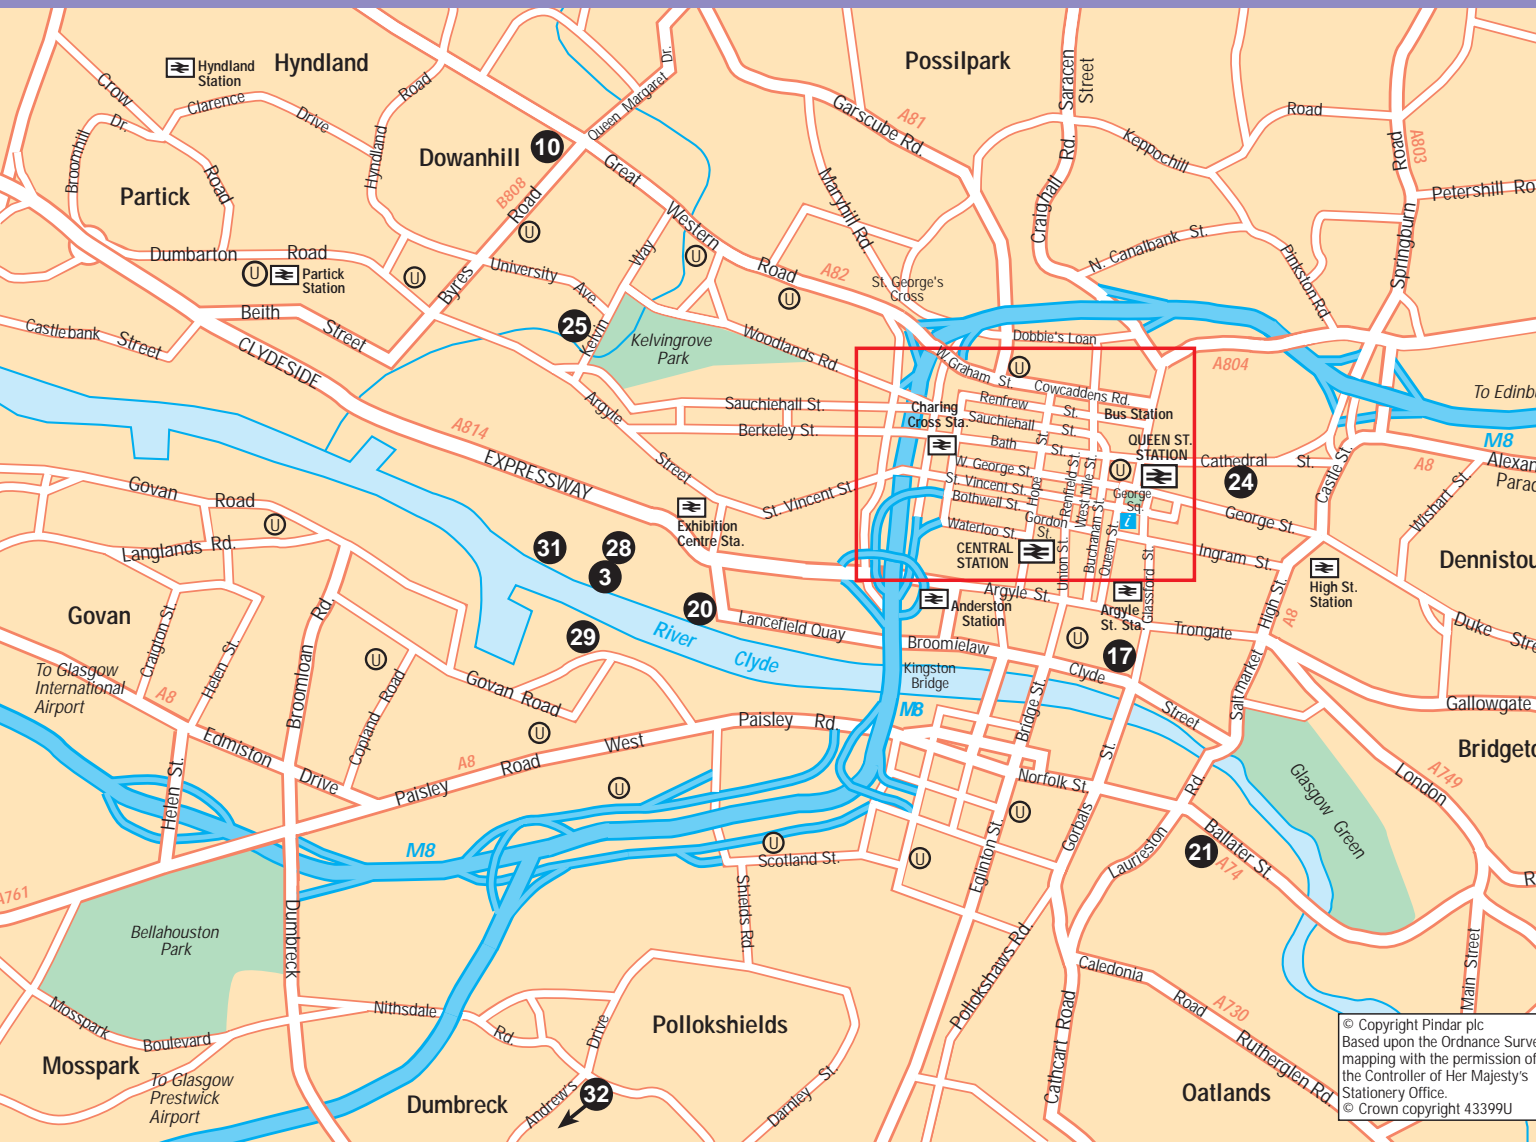 Hyndland
Station
Hyndland
Possilpark
Saracen
Street
Crow
Clarence
Drive
Road
Queen Margaret Dr.
Garscube Rd.
A81
Road
Dr.
Broomhill
Road
Hyndland
Dowanhill
10
Great
Western
Road
A82
B808
Road
Maryhill Rd.
Craighall
Rd.
Keppochill
Road
A803
Petershill Ro
Springburn
Partick
Dumbarton
Road
U
Partick
Station
U
U
Byres
University
Ave
Way
U
U
St. George's
Cross
N. Canalbank St.
Pinkston Rd
Beith
Street
Castlebank
Street
CLYDESIDE
25
Kelvin
Kelvingrove
Park
Woodlands Rd.
Dobbie's Loan
A804
To Edinbu
M8
W Graham St.
U
Cowcaddens Rd.
Renfrew
St.
Bus Station
Charing
Cross Sta.
Sauchiehall
St.
Bath
St.
QUEEN ST.
STATION
U
Sauchiehall St.
Berkeley St.
Argyle
Street
A814
EXPRESSWAY
St. Vincent St.
W. George St.
St. Vincent St.
Bothwell St.
Waterloo St.
Hope
St.
Renfield St.
West Nile St.
Gordon
St.
Buchanan St.
Queen St.
George
Sq.
i
Union St.
Glassford St.
CENTRAL
STATION
Cathedral
St.
24
George St.
Ingram St.
Castle St.
A8
Alexan
Parad
Wishart St.
Dennistou
High St.
Station
High St.
A8
Duke
Stre
Exhibition
Centre Sta.
Govan
Road
U
Langlands Rd.
31
28
3
20
29
Lancefield Quay
River
Clyde
Anderston
Station
Argyle St.
Argyle
St. Sta.
Broomielaw
U
17
Trongate
Kingston
Bridge
M8
Clyde
Street
Saltmarket
Gallowgate
Bridgeto
Govan
To Glasgow
International
Airport
Craigton St.
Helen St.
A8
Broomloan
Rd.
U
Copland
Road
Govan Road
U
Edmiston
Drive
Helen St.
Paisley
Road
A8
West
Paisley
Rd.
U
Bridge St.
Norfolk St.
St.
Gorbals
Rd.
Laurieston
U
Eglinton St.
U
U
Scotland St.
Shields Rd.
M8
A761
Bellahouston
Park
Dumbreck
Mosspark
Boulevard
Mosspark
To Glasgow
Prestwick
Airport
Nithsdale
Rd.
Drive
Andrew's
32
Dumbreck
Pollokshields
Darnley
St.
Pollokshaws Rd.
Cathcart Road
Caledonia
Road
A730
Rutherglen Rd.
Oatlands
21
Ballater St.
A74
Glasgow Green
London
A749
R
Main Street
© Copyright Pindar plc
Based upon the Ordnance Surve
mapping with the permission of
the Controller of Her Majesty's
Stationery Office.
© Crown copyright 43399U